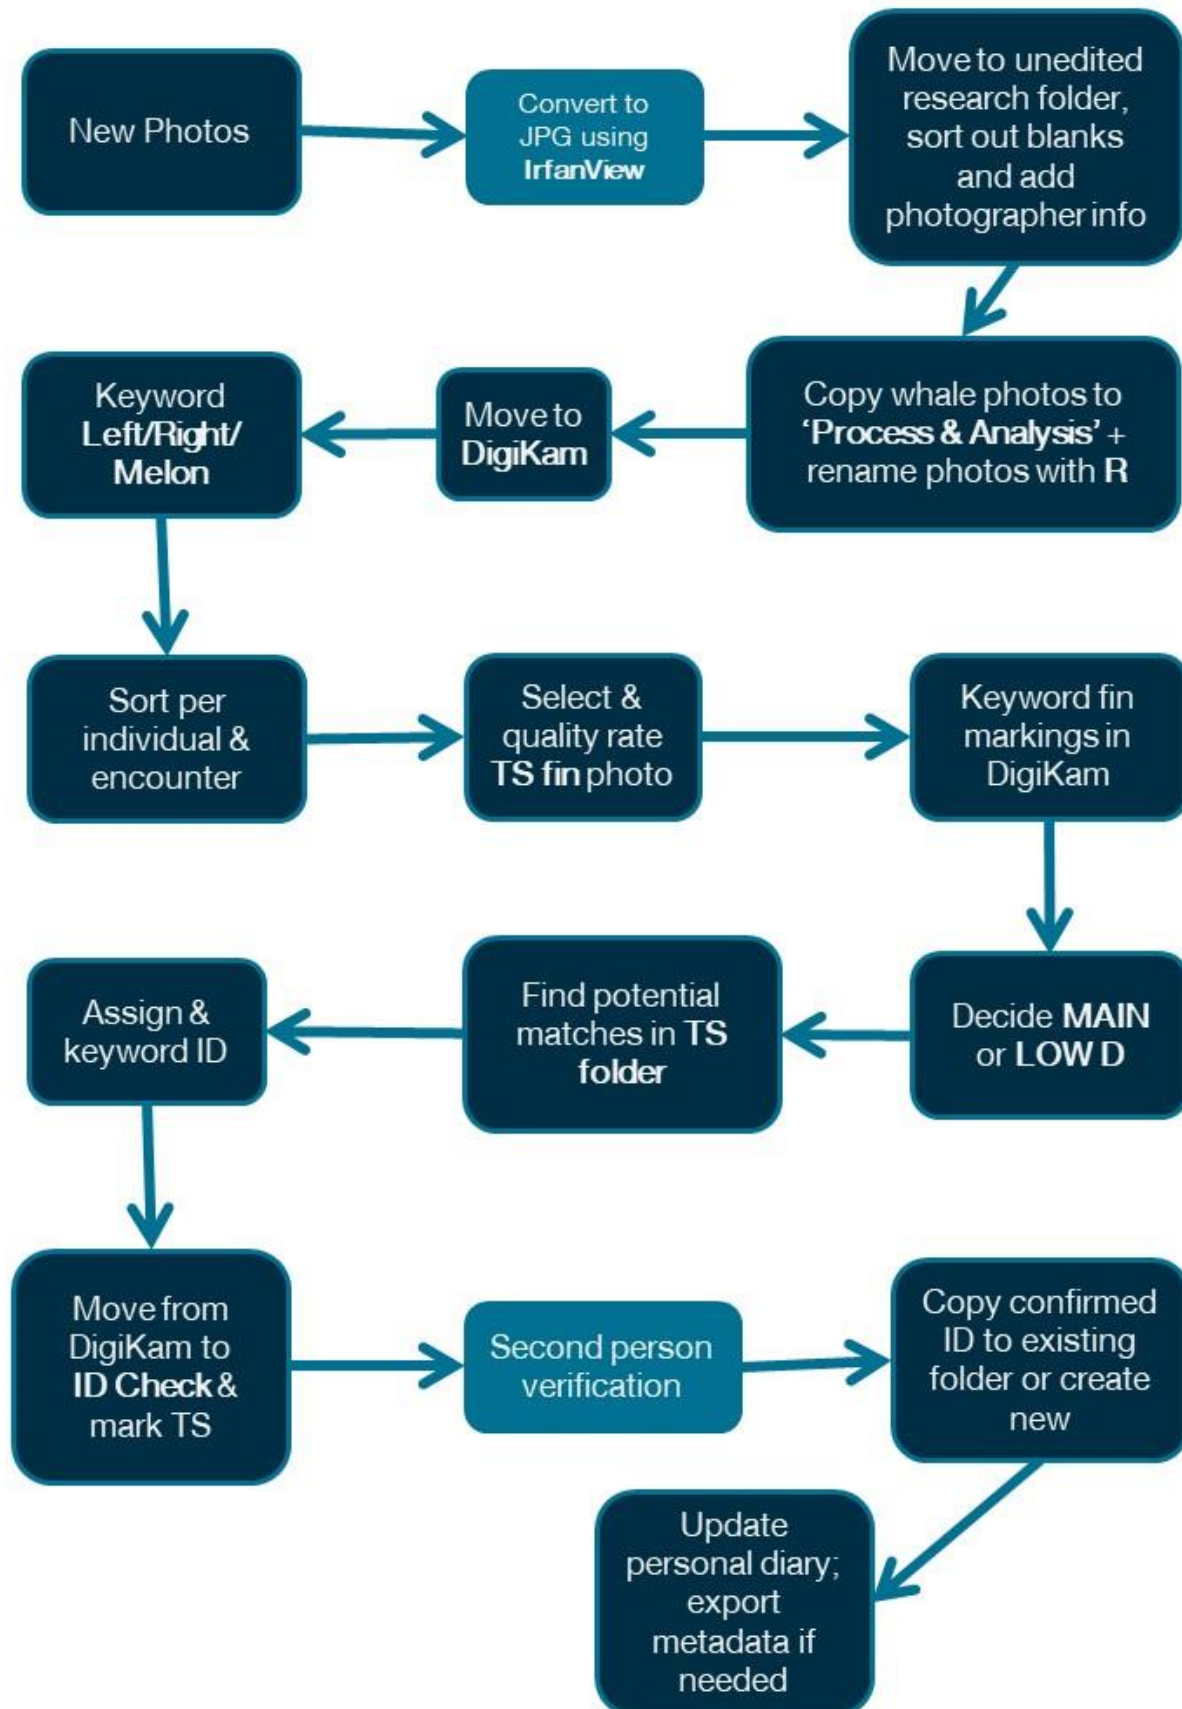 New Photos
Convert to
JPG using
IrfanView
Move to unedited
research folder,
sort out blanks
and add
photographer info
Copy whale photos to
‘Process & Analysis’ +
rename photos with R
Move to
DigiKam
Keyword
Left/Right/
Melon
Sort per
individual &
encounter
Select &
quality rate
TS fin photo
Keyword fin
markings in
DigiKam
Decide MAIN
or LOW D
Find potential
matches in TS
folder
Assign &
keyword ID
Move from
DigiKam to
ID Check &
mark TS
Second person
verification
Copy confirmed
ID to existing
folder or create
new
Update
personal diary;
export
metadata if
needed